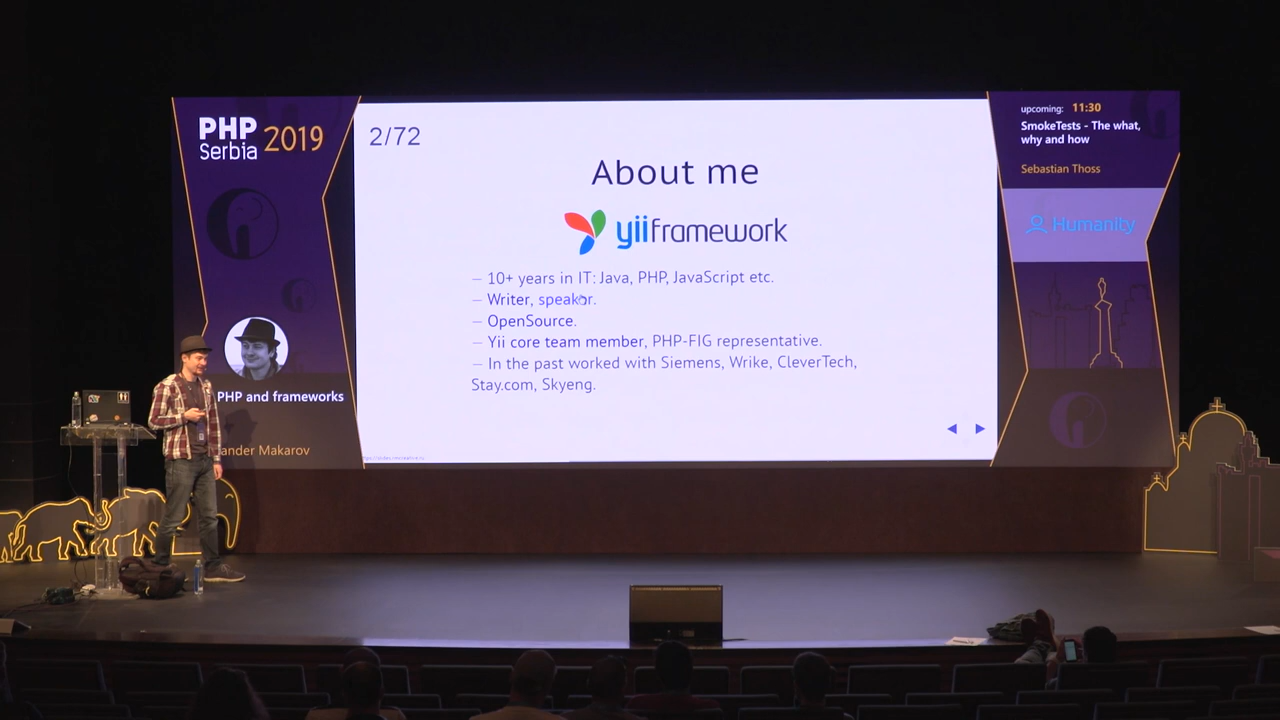 PHP
Serbia 2019
PHP and frameworks
ander Makarov
2/72
About me
yiiframework
– 10+ years in IT: Java, PHP, JavaScript etc.
– Writer, speaker.
– OpenSource.
– Yii core team member, PHP-FIG representative.
– In the past worked with Siemens, Wrike, CleverTech,
Stay.com, Skyeng.
upcoming: 11:30
SmokeTests - The what,
why and how
Sebastian Thoss
Humanity